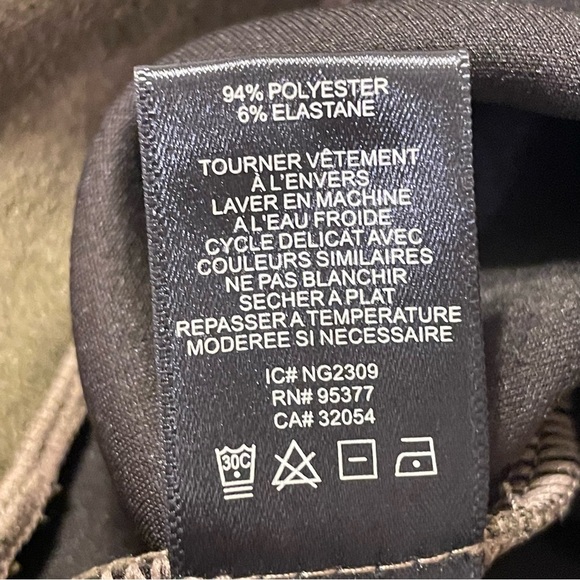 94% POLYESTER
6% ELASTANE
TOURNER VÊTEMENT
À L'ENVERS
LAVER EN MACHINE
A L'EAU FROIDE
CYCLE DELICAT AVEC
COULEURS SIMILAIRES
NE PAS BLANCHIR
SECHER A PLAT
REPASSER A TEMPERATURE
MODEREE SI NECESSAIRE
IC# NG2309
RN# 95377
CA# 32054
30C